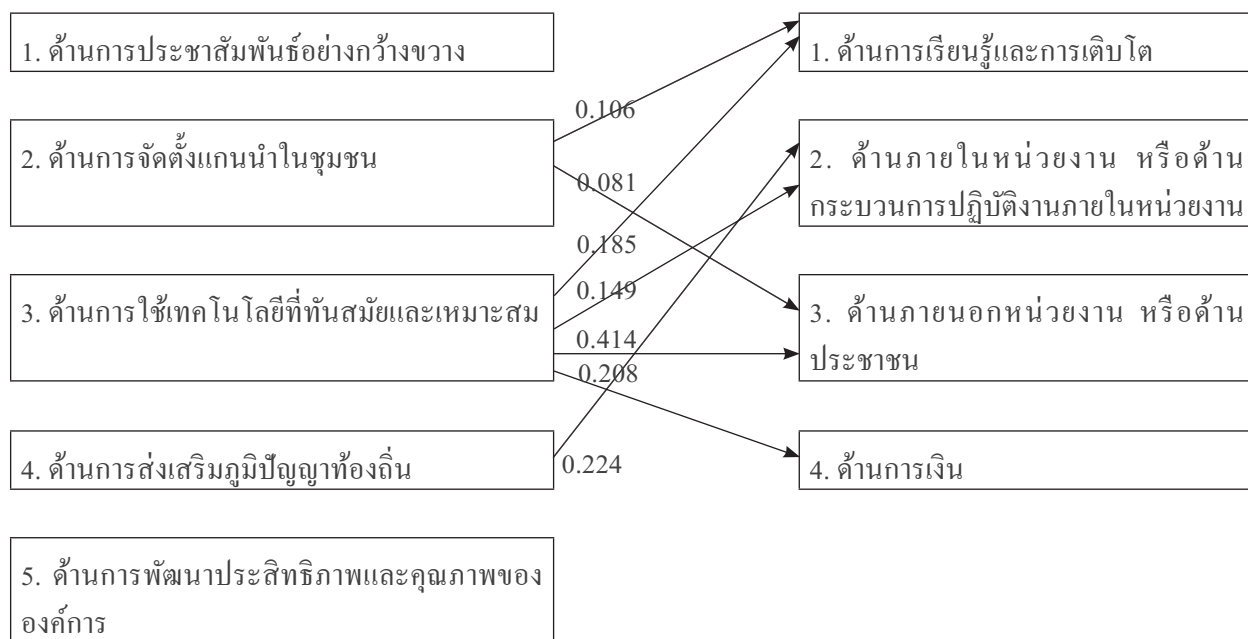 1. ด้านการประชาสัมพันธ์อย่างกว้างขวาง
2. ด้านการจัดตั้งแกนนำในชุมชน
3. ด้านการใช้เทคโนโลยีที่ทันสมัยและเหมาะสม
4. ด้านการส่งเสริมภูมิปัญญาท้องถิ่น
5. ด้านการพัฒนาประสิทธิภาพและคุณภาพของ
องค์การ
0.106
0.081
0.185
0.149
0.414
0.208
0.224
1. ด้านการเรียนรู้และการเติบโต
2. ด้านภายในหน่วยงาน หรือด้าน
กระบวนการปฏิบัติงานภายในหน่วยงาน
3. ด้านภายนอกหน่วยงาน หรือด้าน
ประชาชน
4. ด้านการเงิน